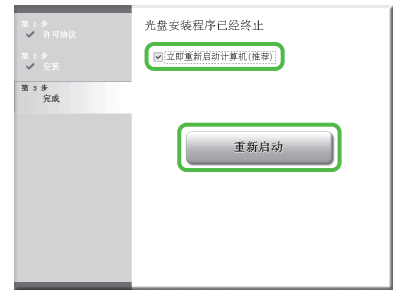 第 1 步
许可协议
第 2 步
安装
第 3 步
完成
光盘安装程序已经终止
立即重新启动计算机(推荐)
重新启动